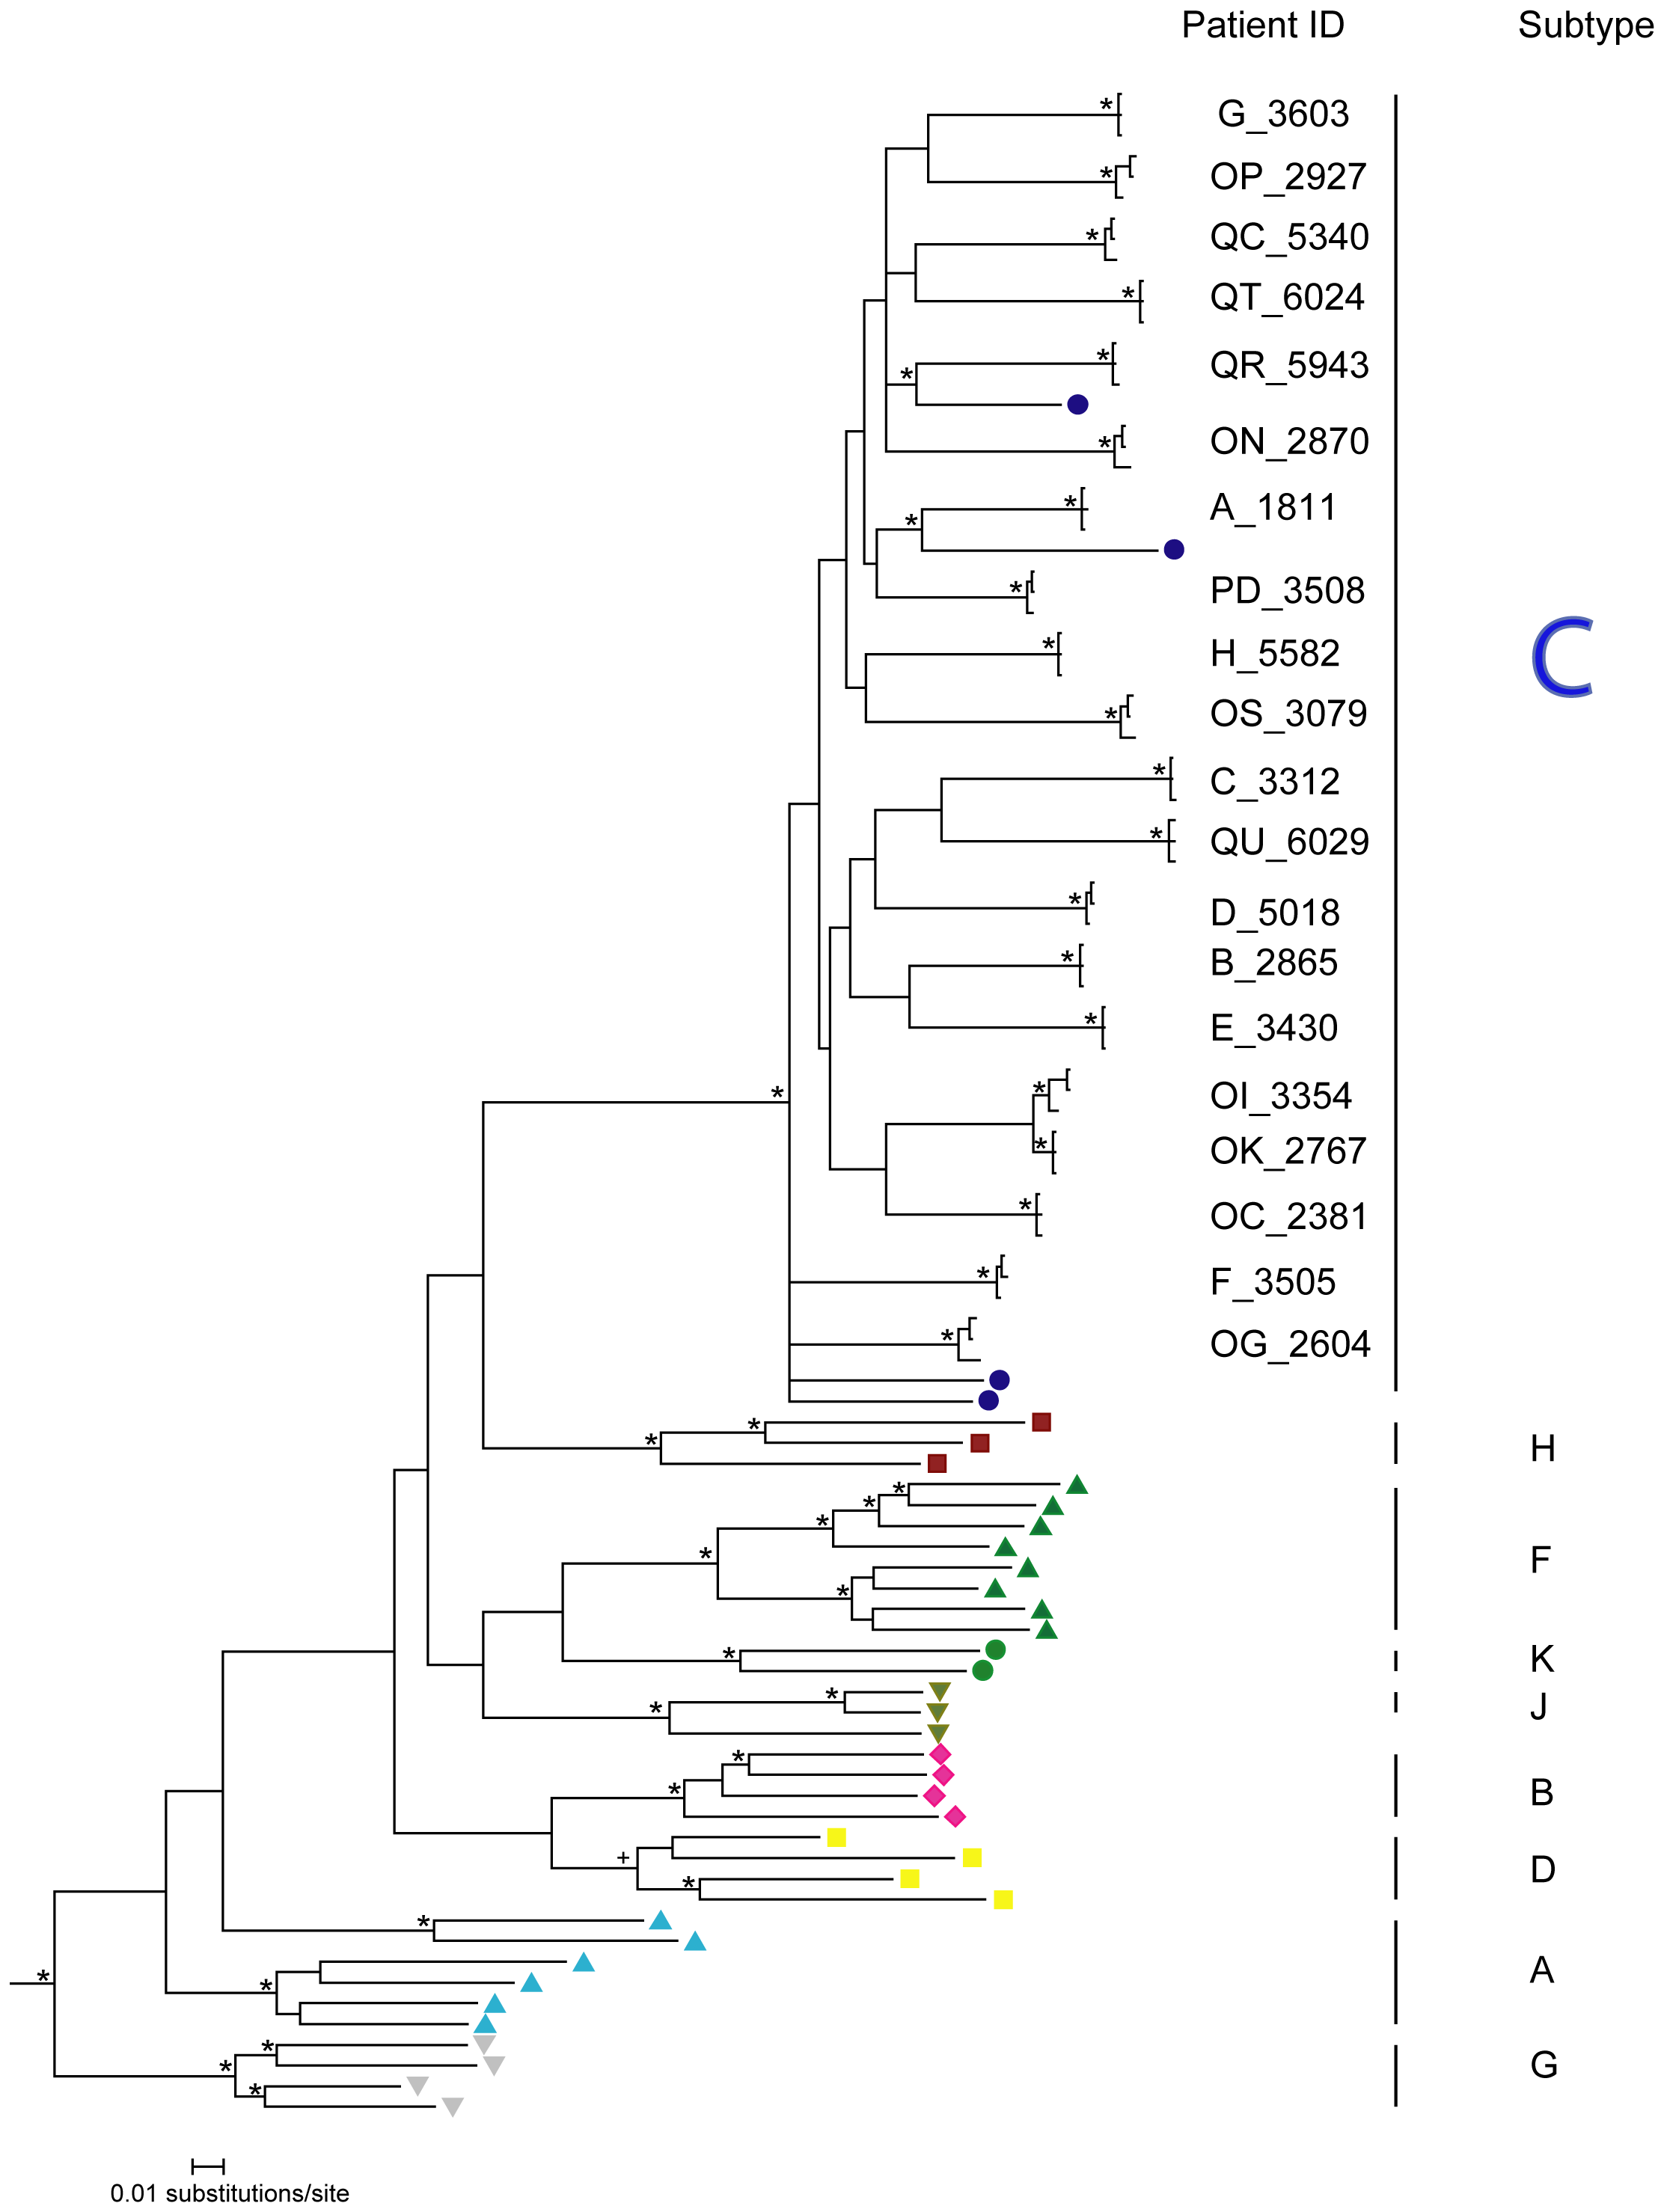 Patient ID Subtype
G_3603
OP_2927
QC_5340
QT_6024
QR_5943
ON_2870
A_1811
PD_3508
H_5582
C
OS_3079
C_3312
QU_6029
D_5018
B_2865
E_3430
OI_3354
OK_2767
OC_2381
F_3505
OG_2604
H
F
K
J
B
D
A
G
0.01 substitutions/site